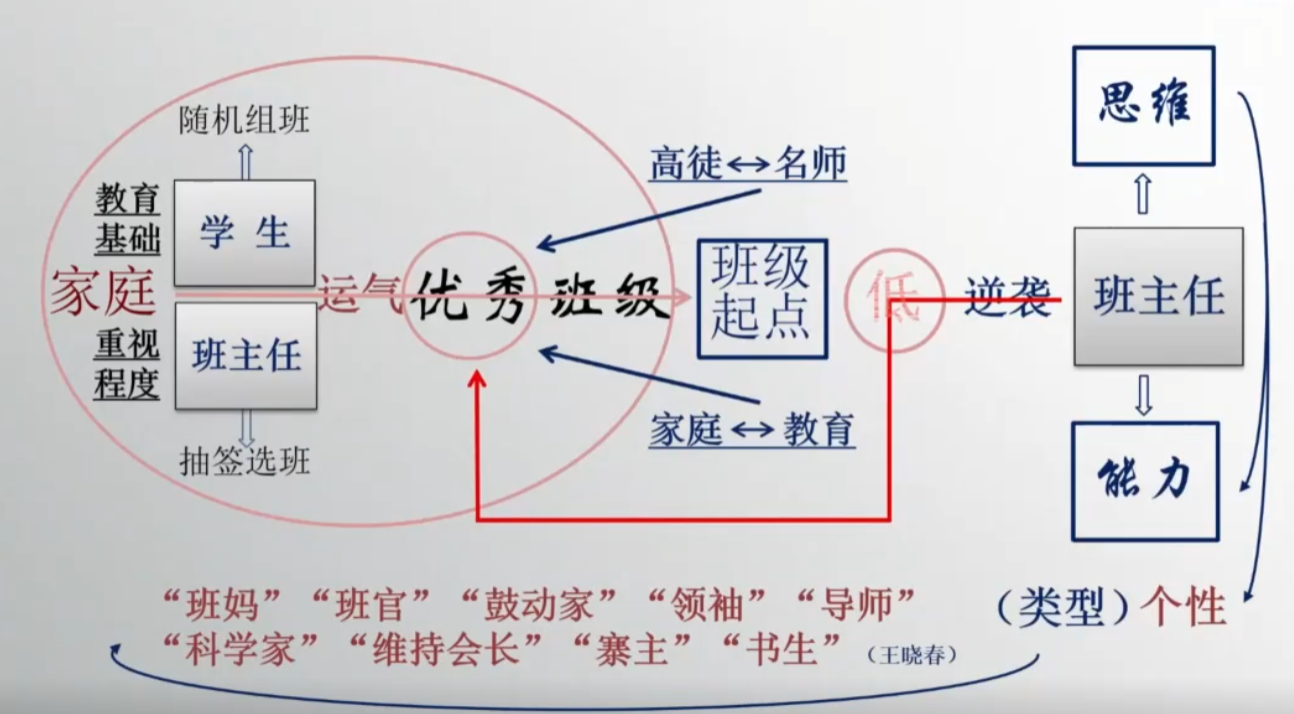 随机组班
教育
基础
学 生
家庭
运气
优秀班级
重视
程度
班主任
抽签选班
高徒↔名师
班级
起点
家庭↔教育
低
逆袭
思维
班主任
能力
“班妈”“班官”“鼓动家”“领袖”“导师”
“科学家”“维持会长”“寨主”“书生”（王晓春）
（类型）个性